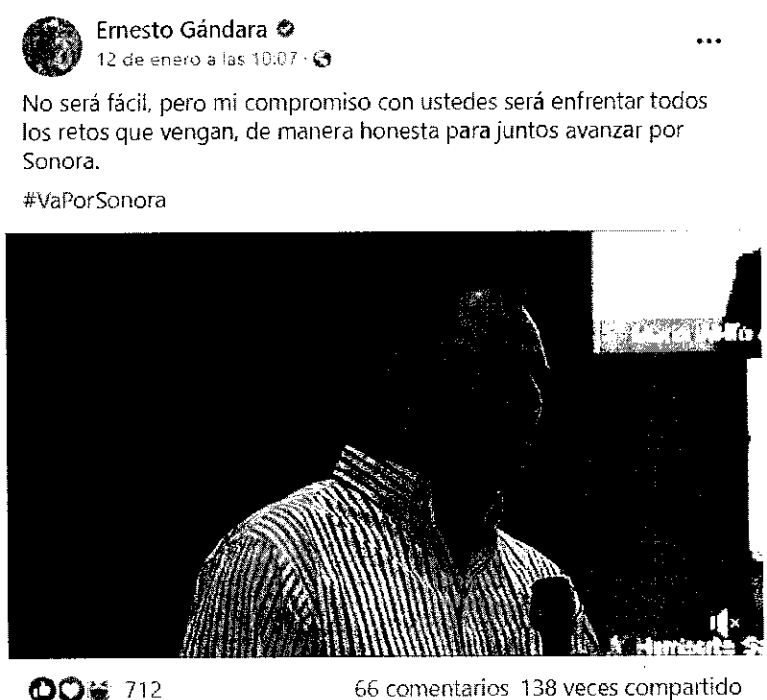 Ernesto Gándara
12 de enero a las 10:07 ·
No será fácil, pero mi compromiso con ustedes será enfrentar todos
los retos que vengan, de manera honesta para juntos avanzar por
Sonora.
#VaPorSonora
712
66 comentarios 138 veces compartido